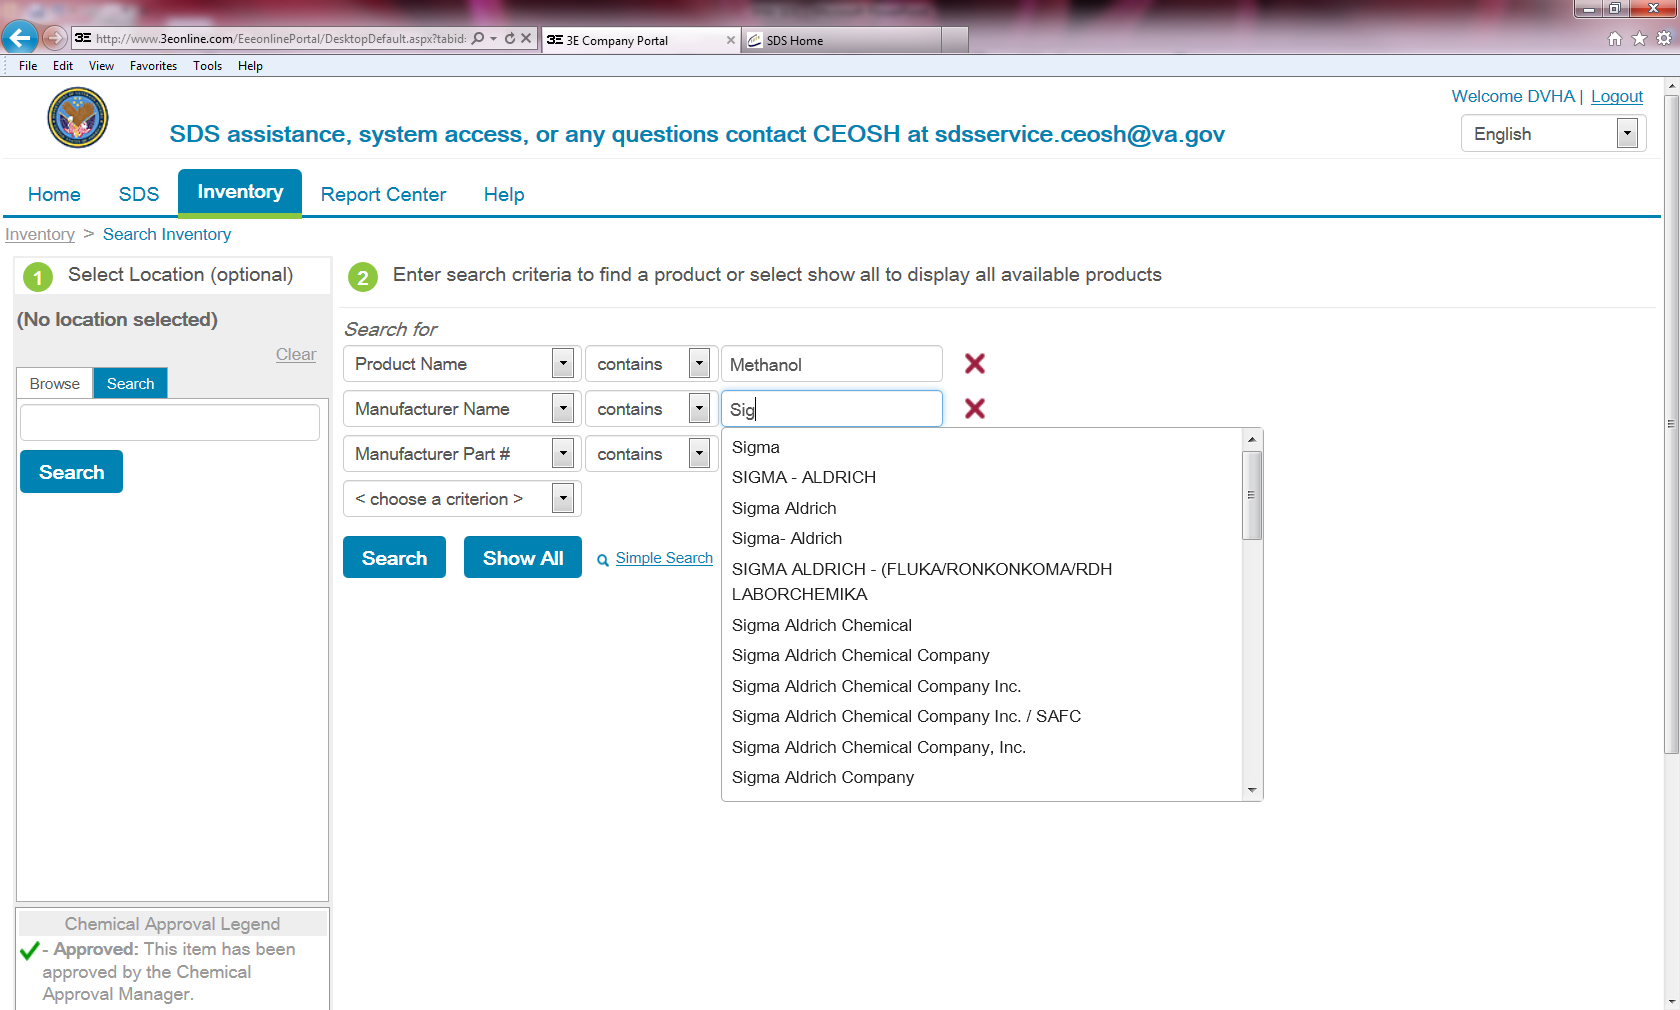 3E http://www.3eonline.com/EeeonlinePortal/DesktopDefault.aspx?tabid=
3E 3E Company Portal
SDS Home
File Edit View Favorites Tools Help
Welcome DVHA | Logout
SDS assistance, system access, or any questions contact CEOSH at sdsservice.ceosh@va.gov
English
Home SDS Inventory Report Center Help
Inventory > Search Inventory
1 Select Location (optional)
(No location selected)
Clear
Browse Search
Search
2 Enter search criteria to find a product or select show all to display all available products
Search for
Product Name contains Methanol
Manufacturer Name contains Sig
Manufacturer Part # contains
< choose a criterion >
Search Show All Simple Search
Sigma
SIGMA - ALDRICH
Sigma Aldrich
Sigma- Aldrich
SIGMA ALDRICH - (FLUKA/RONKONKOMA/RDH
LABORCHEMIKA
Sigma Aldrich Chemical
Sigma Aldrich Chemical Company
Sigma Aldrich Chemical Company Inc.
Sigma Aldrich Chemical Company Inc. / SAFC
Sigma Aldrich Chemical Company, Inc.
Sigma Aldrich Company
Chemical Approval Legend
- Approved: This item has been
approved by the Chemical
Approval Manager.